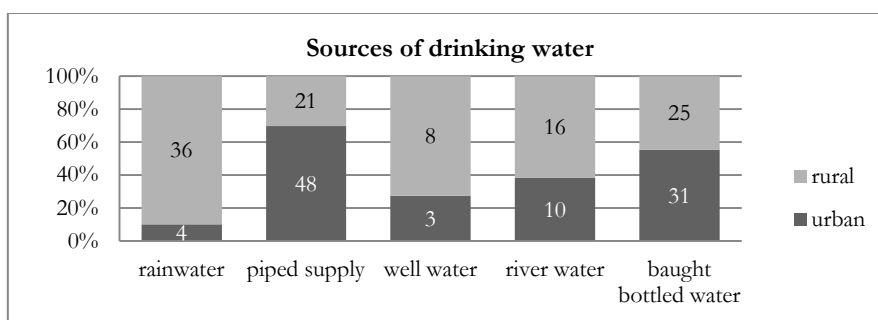 Sources of drinking water
100%
80%
60%
40%
20%
0%
36
21
8
16
25
4
48
3
10
31
rainwater
piped supply
well water
river water
baught
bottled water
rural
urban